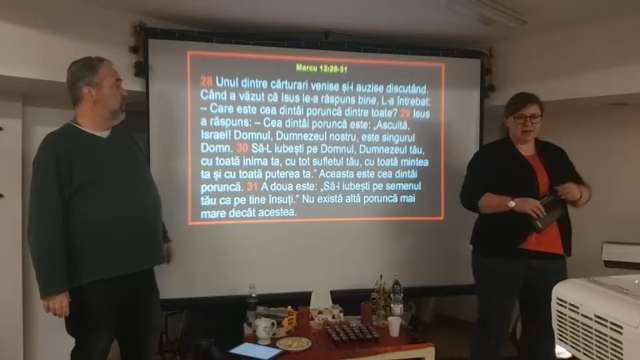 Marcu 12:28-31
28 Unul dintre cărturari venise și-i auzise discutând.
Când a văzut că Isus le-a răspuns bine, L-a întrebat:
– Care este cea dintâi poruncă dintre toate? 29 Isus
a răspuns: – Cea dintâi poruncă este: „Ascultă,
Israel! Domnul, Dumnezeul nostru, este singurul
Domn. 30 Să-L iubești pe Domnul, Dumnezeul tău,
cu toată inima ta, cu tot sufletul tău, cu toată mintea
ta și cu toată puterea ta.” Aceasta este cea dintâi
poruncă. 31 A doua este: „Să-l iubești pe semenul
tău ca pe tine însuți.” Nu există altă poruncă mai
mare decât acestea.